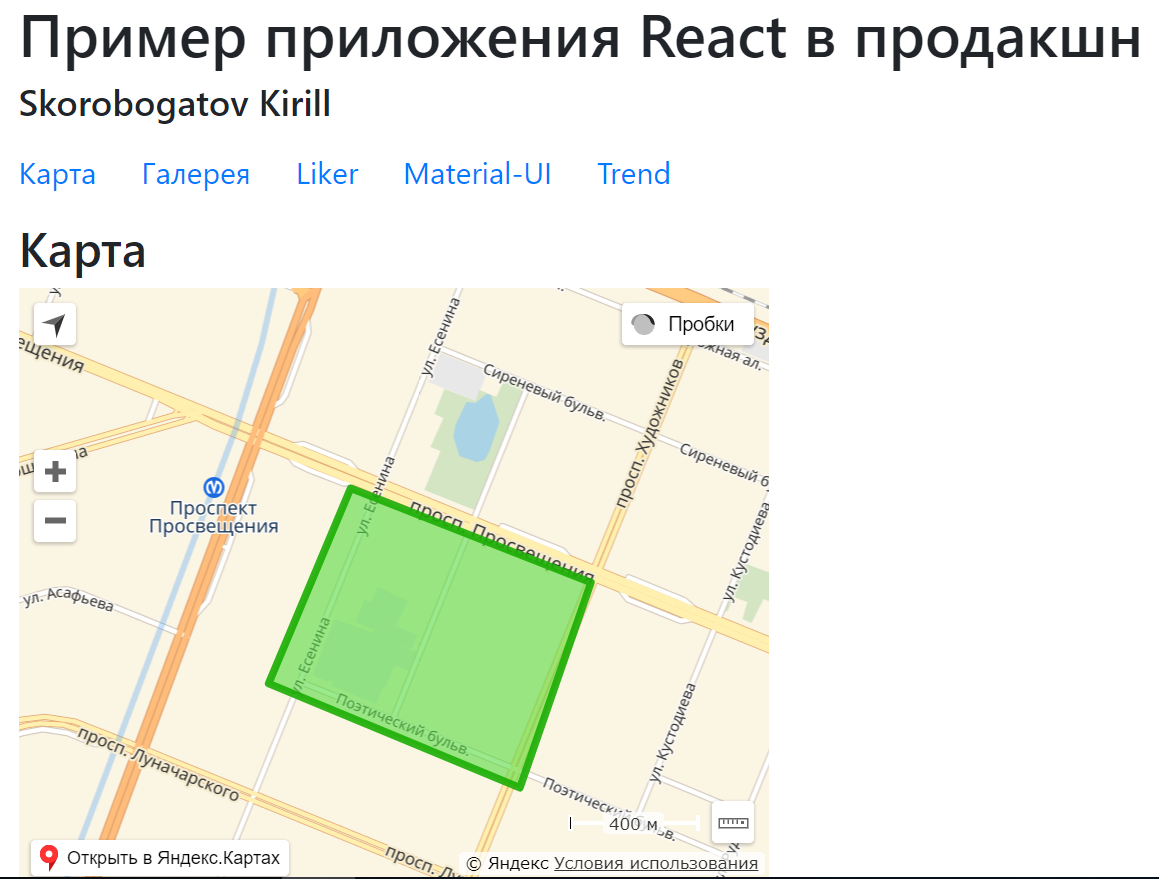 Пример приложения React в продакшн
Skorobogatov Kirill
Карта Галерея Liker Material-UI Trend
Карта
Пробки
ул. Есенина
Сиреневый бульв.
просп. Художников
Сиреневый б
ул. Есенина
Проспект
Просвещения
просп. Просвещения
ул. Кустодиева
ул. Асафьева
ул. Есенина
Поэтический бульв.
ул. Кустодиева
просп. Луначарского
Поэтический бульв.
400 м
просп. Лу
Открыть в Яндекс.Картах
© Яндекс Условия использования